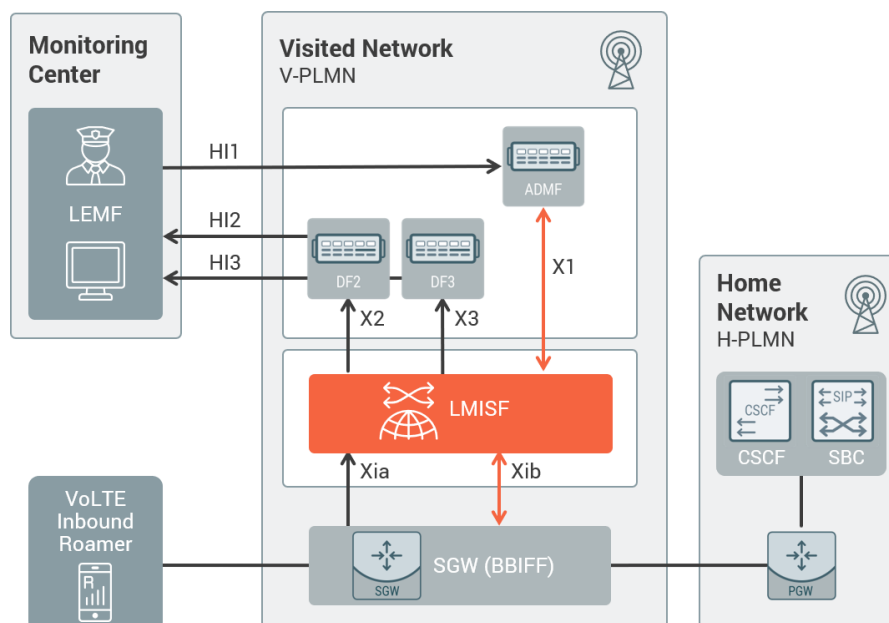 Monitoring
Center
LEMF
Visited Network
V-PLMN
HI1
ADMF
HI2
HI3
DF2
DF3
X1
X2
X3
LMISF
Xia
Xib
SGW (BBIFF)
SGW
VoLTE
Inbound
Roamer
R
Home
Network
H-PLMN
CSCF
SIP
CSCF
SBC
PGW